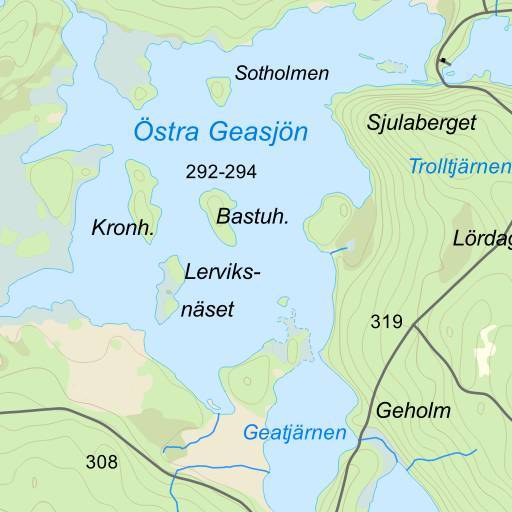 Sotholmen
Östra Geasjön
Sjulaberget
292-294
Trolltjärnen
Kronh.
Bastuh.
Lördag
Lerviks-
näset
319
Geholm
Geatjärnen
308